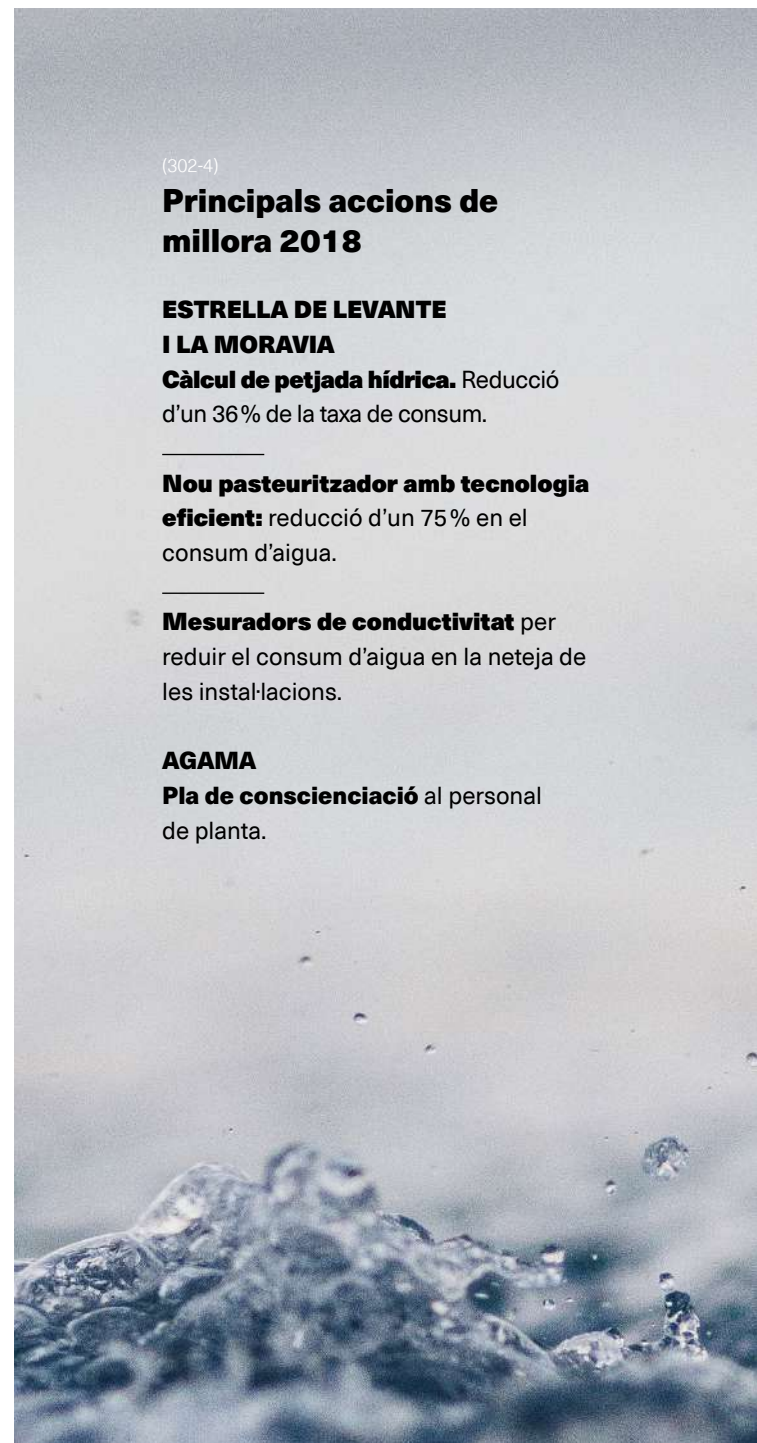 (302-4)
Principals accions de
millora 2018
ESTRELLA DE LEVANTE
I LA MORAVIA
Càlcul de petjada hídrica. Reducció
d’un 36% de la taxa de consum.
Nou pasteuritzador amb tecnologia
eficient: reducció d’un 75% en el
consum d’aigua.
Mesuradors de conductivitat per
reduir el consum d’aigua en la neteja de
les instal·lacions.
AGAMA
Pla de conscienciació al personal
de planta.